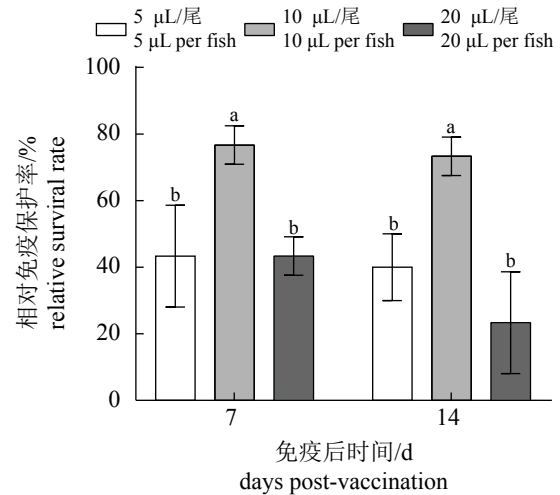 5 μL/尾
5 μL per fish
10 μL/尾
10 μL per fish
20 μL/尾
20 μL per fish
相对免疫保护率/%
relative surviral rate
100
80
60
40
20
0
b
a
b
b
a
b
7
14
免疫后时间/d
days post-vaccination